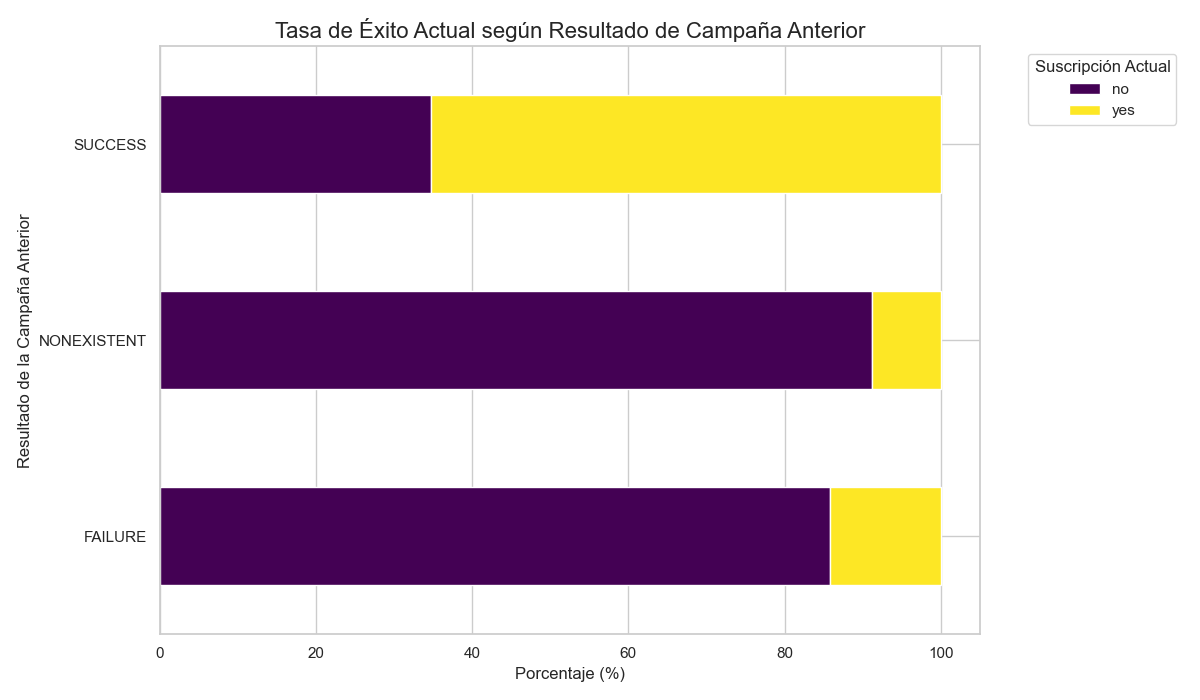 Tasa de Éxito Actual según Resultado de Campaña Anterior
Suscripción Actual
no
yes
Resultado de la Campaña Anterior
SUCCESS
NONEXISTENT
FAILURE
0 20 40 60 80 100
Porcentaje (%)